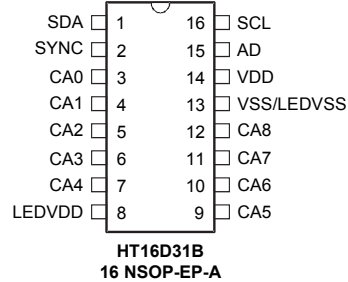 SDA 1 16 SCL
SYNC 2 15 AD
CA0 3 14 VDD
CA1 4 13 VSS/LEDVSS
CA2 5 12 CA8
CA3 6 11 CA7
CA4 7 10 CA6
LEDVDD 8 9 CA5
HT16D31B
16 NSOP-EP-A